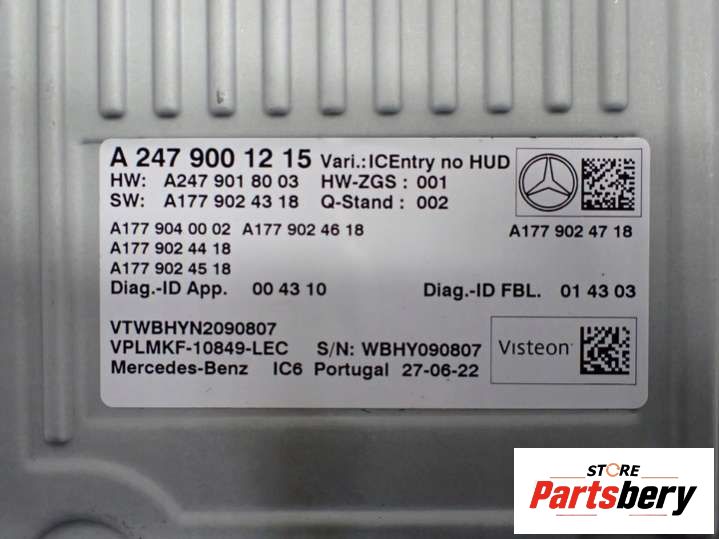 A 247 900 12 15 Vari.:ICEntry no HUD
HW: A247 901 80 03 HW-ZGS : 001
SW: A177 902 43 18 Q-Stand : 002
A177 904 00 02 A177 902 46 18 A177 902 47 18
A177 902 44 18
A177 902 45 18
Diag.-ID App. 00 43 10 Diag.-ID FBL. 01 43 03
VTWBHYN2090807
VPLMKF-10849-LEC S/N: WBHY090807 Visteon
Mercedes-Benz IC6 Portugal 27-06-22
STORE
Partsbery